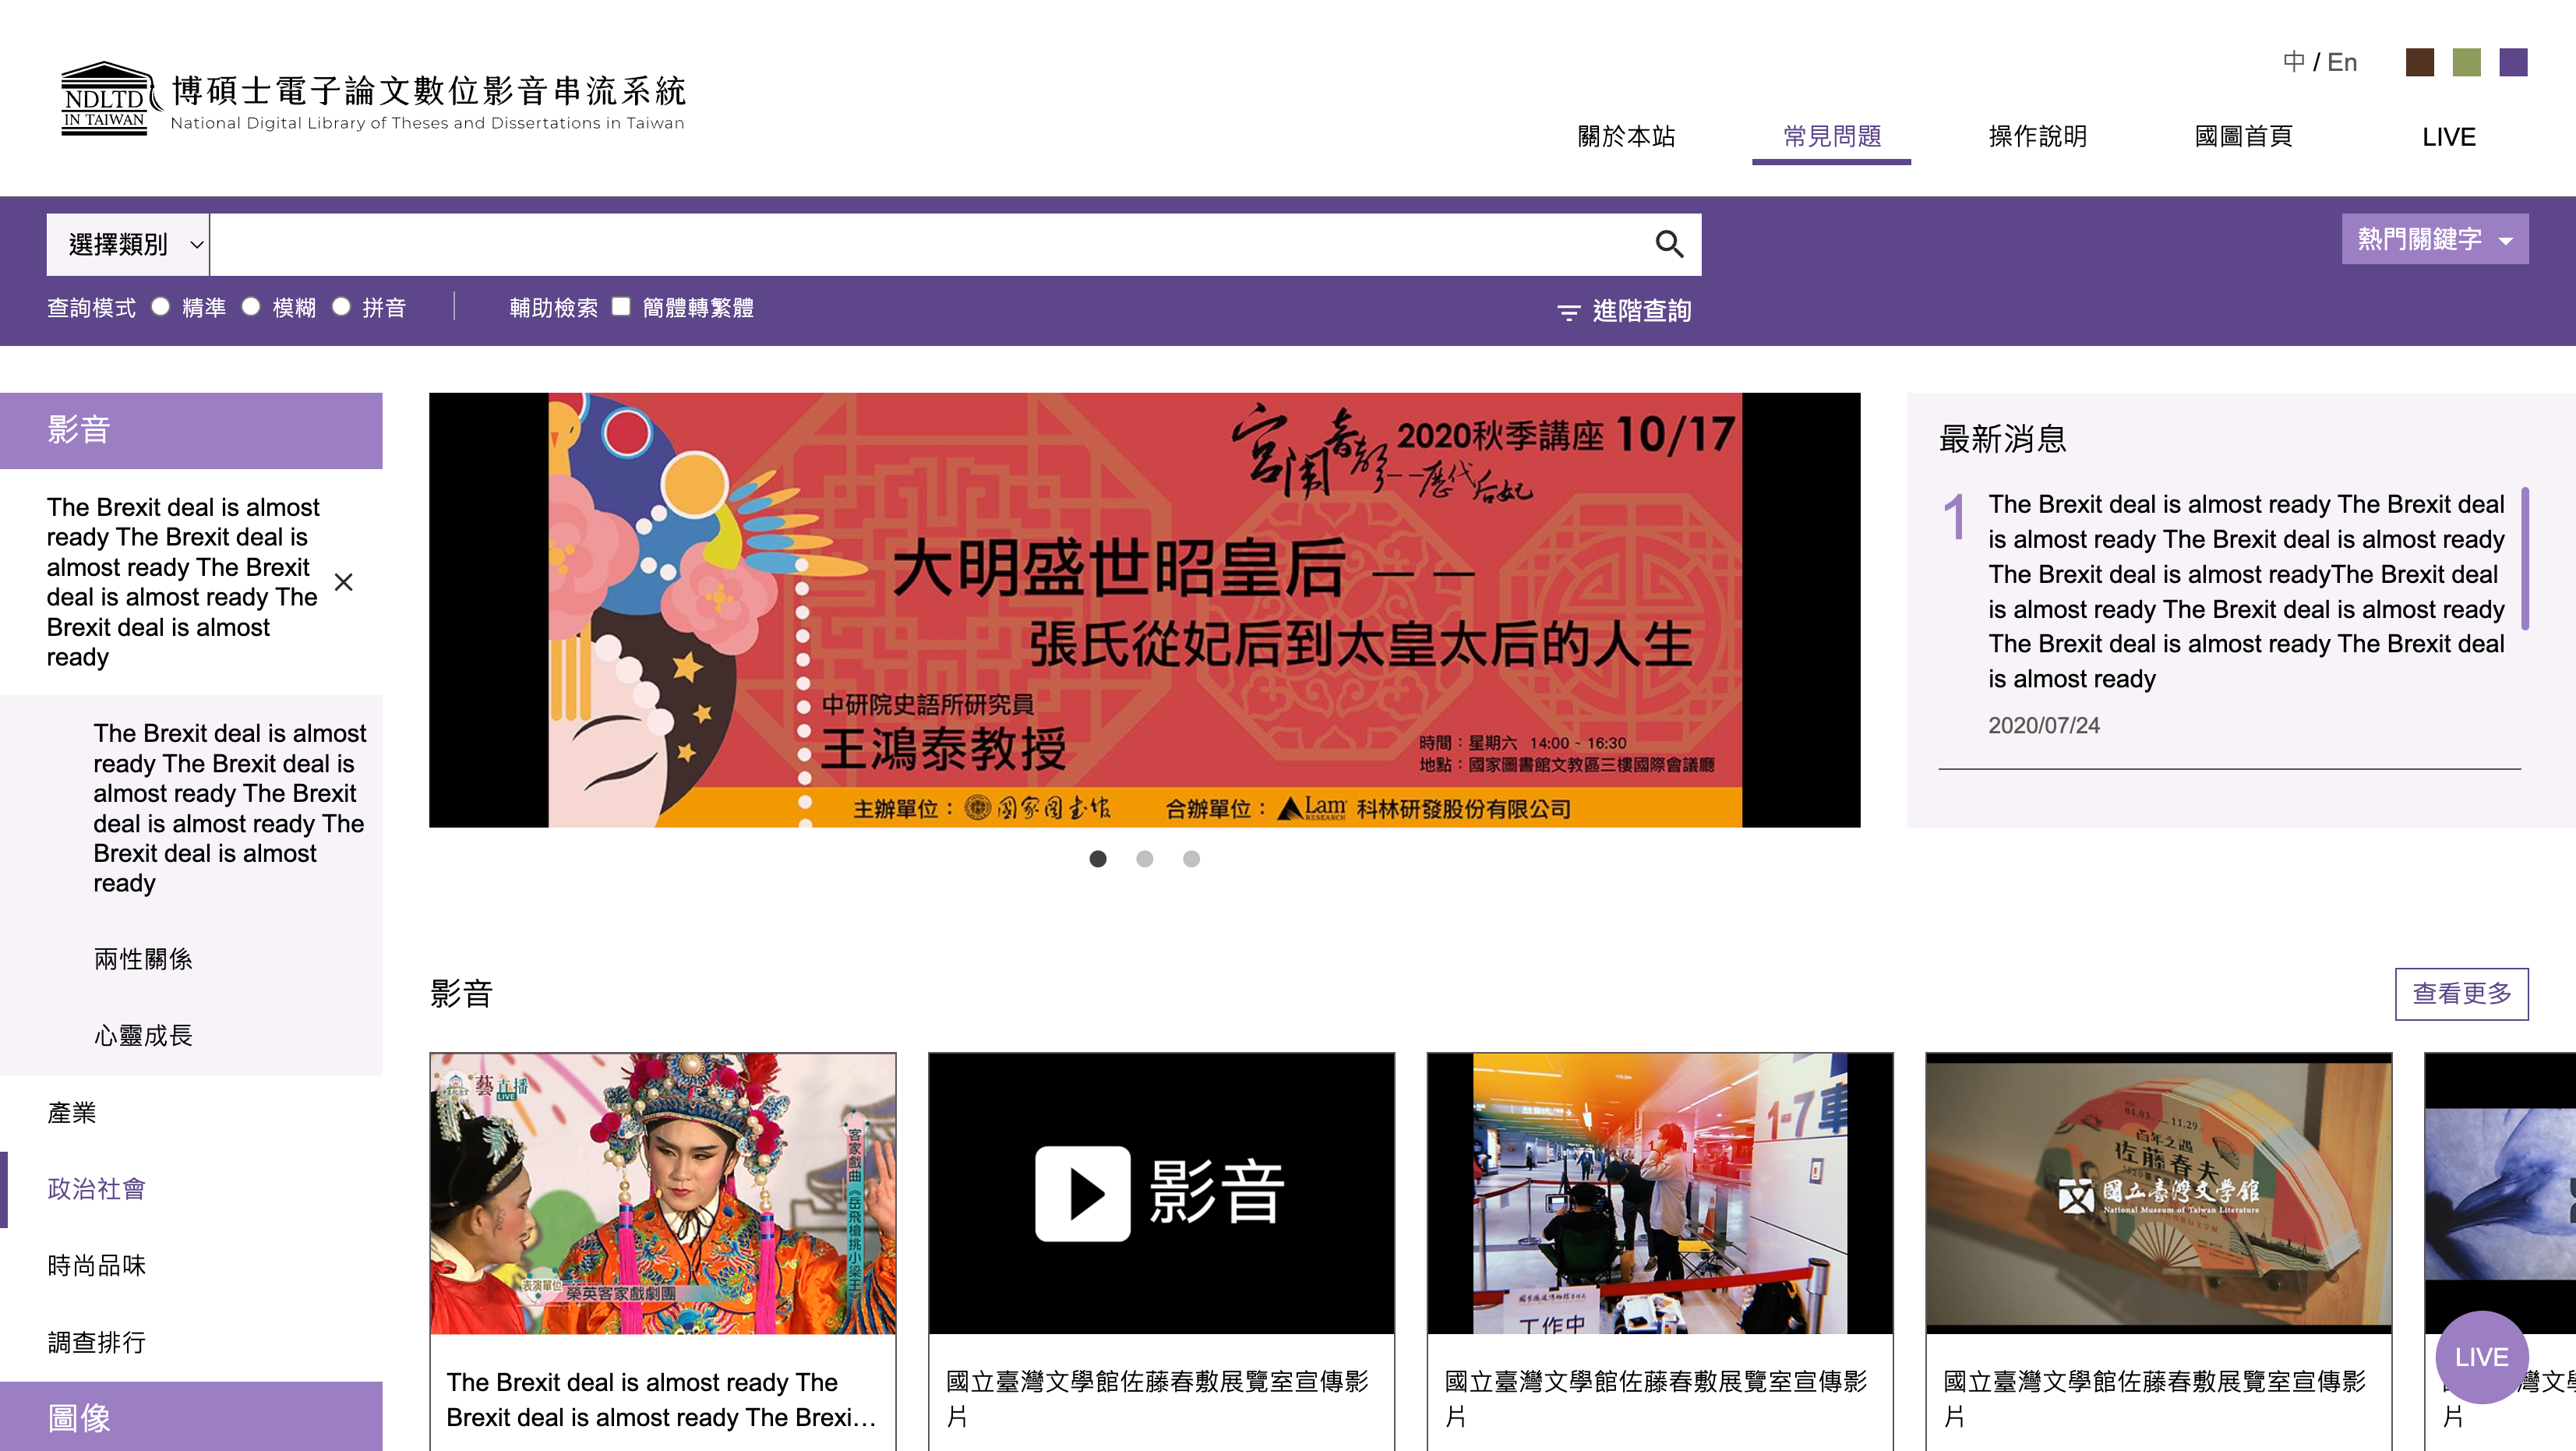 NDLTD
IN TAIWAN
博碩士電子論文數位影音串流系統
National Digital Library of Theses and Dissertations in Taiwan
中 / En
關於本站
常見問題
操作說明
國圖首頁
LIVE
選擇類別
熱門關鍵字
查詢模式 精準 模糊 拼音 輔助檢索 簡體轉繁體
進階查詢
影音
The Brexit deal is almost
ready The Brexit deal is
almost ready The Brexit
deal is almost ready The
Brexit deal is almost
ready
The Brexit deal is almost
ready The Brexit deal is
almost ready The Brexit
deal is almost ready The
Brexit deal is almost
ready
兩性關係
心靈成長
產業
政治社會
時尚品味
調查排行
圖像
宮闈春聲--歷代后妃
2020秋季講座 10/17
大明盛世昭皇后——
張氏從妃后到太皇太后的人生
中研院史語所研究員
王鴻泰教授
時間：星期六 14:00 ~ 16:30
地點：國家圖書館文教區三樓國際會議廳
主辦單位： 國家圖書館 合辦單位： Lam RESEARCH 科林研發股份有限公司
最新消息
1
The Brexit deal is almost ready The Brexit deal
is almost ready The Brexit deal is almost ready
The Brexit deal is almost readyThe Brexit deal
is almost ready The Brexit deal is almost ready
The Brexit deal is almost ready The Brexit deal
is almost ready
2020/07/24
影音
查看更多
藝直播
LIVE
客家戲曲《岳飛槍挑小梁王》
表演單位
榮英客家戲劇團
The Brexit deal is almost ready The
Brexit deal is almost ready The Brexi…
影音
國立臺灣文學館佐藤春敷展覽室宣傳影
片
1-7車
工作中
國立臺灣文學館佐藤春敷展覽室宣傳影
片
04.03 — 11.29
百年之遇
佐藤春夫
國立臺灣文學館
National Museum of Taiwan Literature
國立臺灣文學館佐藤春敷展覽室宣傳影
片
灣文學
片
LIVE